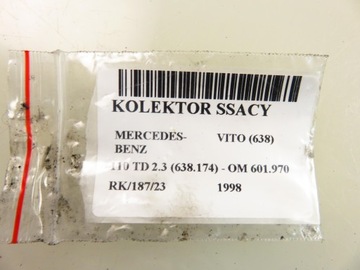 KOLEKTOR SSACY
MERCEDES- VITO (638)
BENZ
110 TD 2.3 (638.174) - OM 601.970
RK/187/23 1998